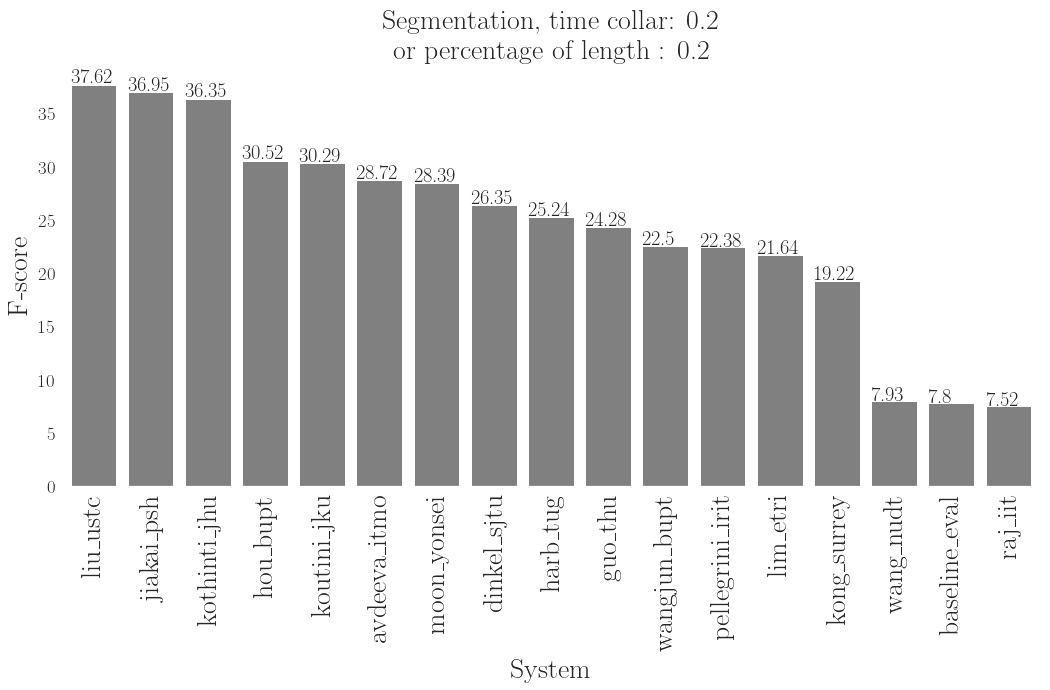 Segmentation, time collar: 0.2
or percentage of length : 0.2
37.62
36.95
36.35
30.52
30.29
28.72
28.39
26.35
25.24
24.28
22.5
22.38
21.64
19.22
7.93
7.8
7.52
35
30
25
20
15
10
5
0
F-score
liu_ustc
jiakai_psh
kothinti_jhu
hou_bupt
koutini_jku
avdeeva_itmo
moon_yonsei
dinkel_sjtu
harb_tug
guo_thu
wangjun_bupt
pellegrini_irit
lim_etri
kong_surrey
wang_nudt
baseline_eval
raj_iit
System